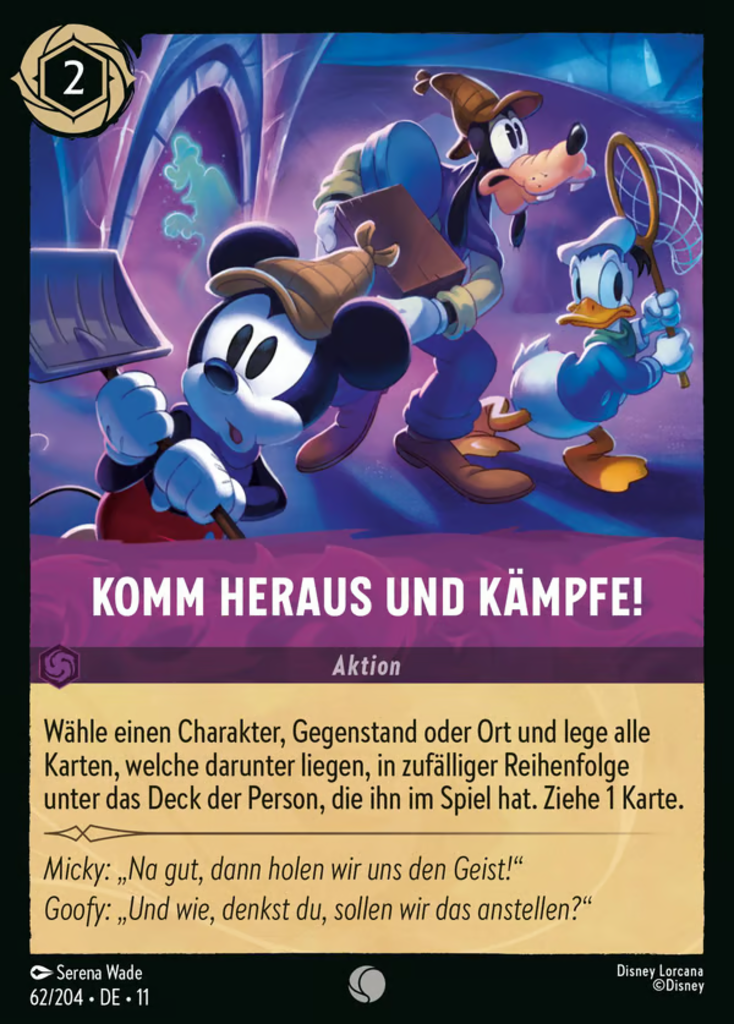 2
KOMM HERAUS UND KÄMPFE!
Aktion
Wähle einen Charakter, Gegenstand oder Ort und lege alle
Karten, welche darunter liegen, in zufälliger Reihenfolge
unter das Deck der Person, die ihn im Spiel hat. Ziehe 1 Karte.
Micky: „Na gut, dann holen wir uns den Geist!“
Goofy: „Und wie, denkst du, sollen wir das anstellen?“
Serena Wade
62/204 • DE • 11
Disney Lorcana
©Disney